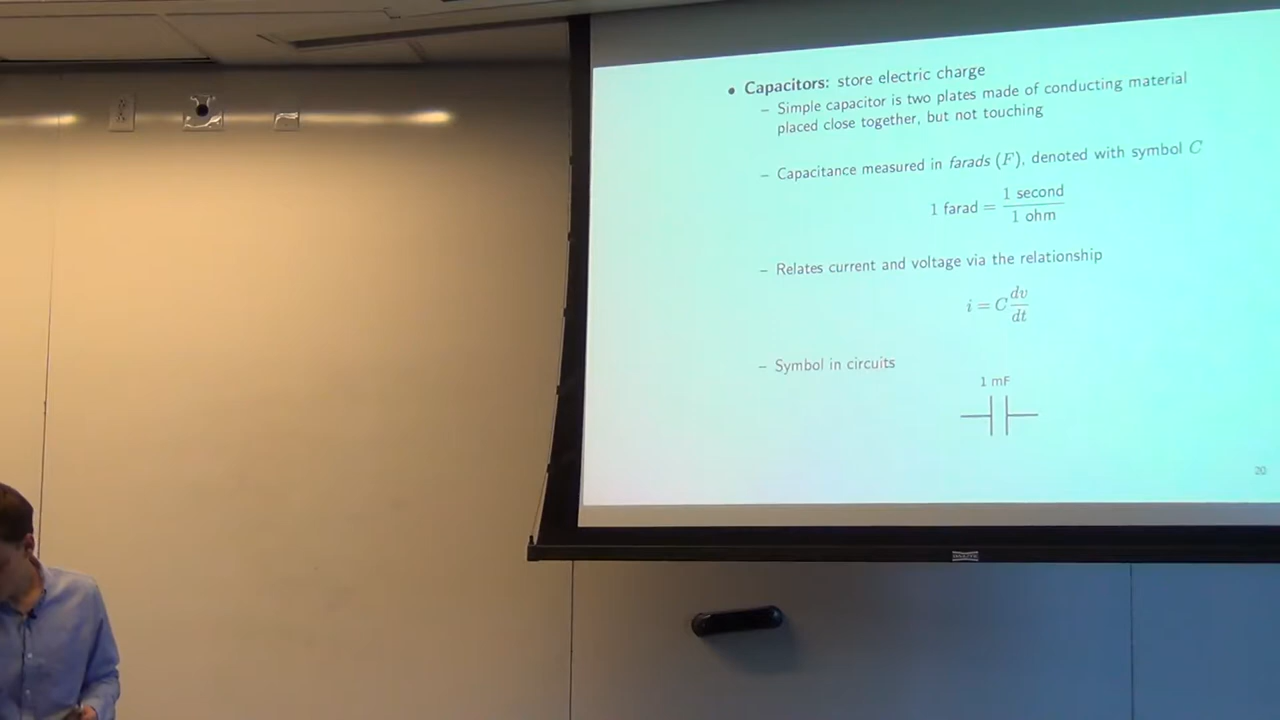 • Capacitors: store electric charge
– Simple capacitor is two plates made of conducting material
placed close together, but not touching
– Capacitance measured in farads (F), denoted with symbol C
1 farad = 1 second / 1 ohm
– Relates current and voltage via the relationship
i = C dv/dt
– Symbol in circuits
1 mF
20